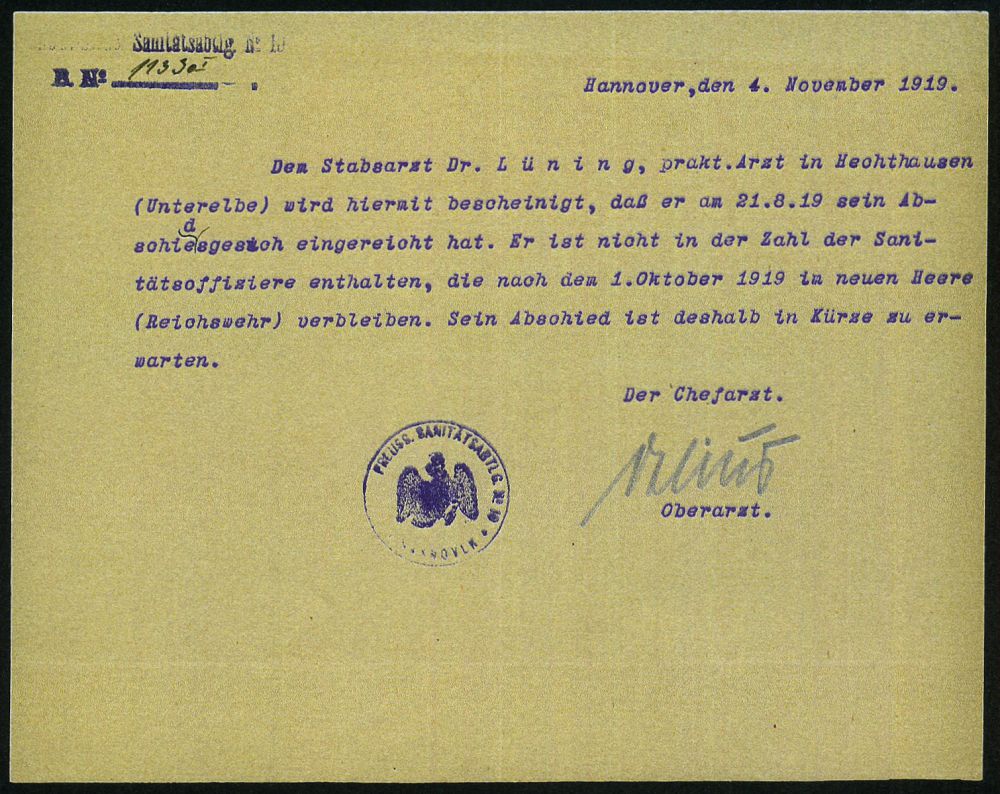 Sanitätsabtlg. № 10
B. № 1133a I.
Hannover,den 4. November 1919.
Dem Stabsarzt Dr. L ü n i n g, prakt.Arzt in Hechthausen
(Unterelbe) wird hiermit bescheinigt, daß er am 21.8.19 sein Ab-
d
schiesgesuch eingereicht hat. Er ist nicht in der Zahl der Sani-
tätsoffiziere enthalten, die nach dem 1.Oktober 1919 im neuen Heere
(Reichswehr) verbleiben. Sein Abschied ist deshalb in Kürze zu er-
warten.
Der Chefarzt.
Oberarzt.
PREUSS. SANITÄTSABTLG № 10